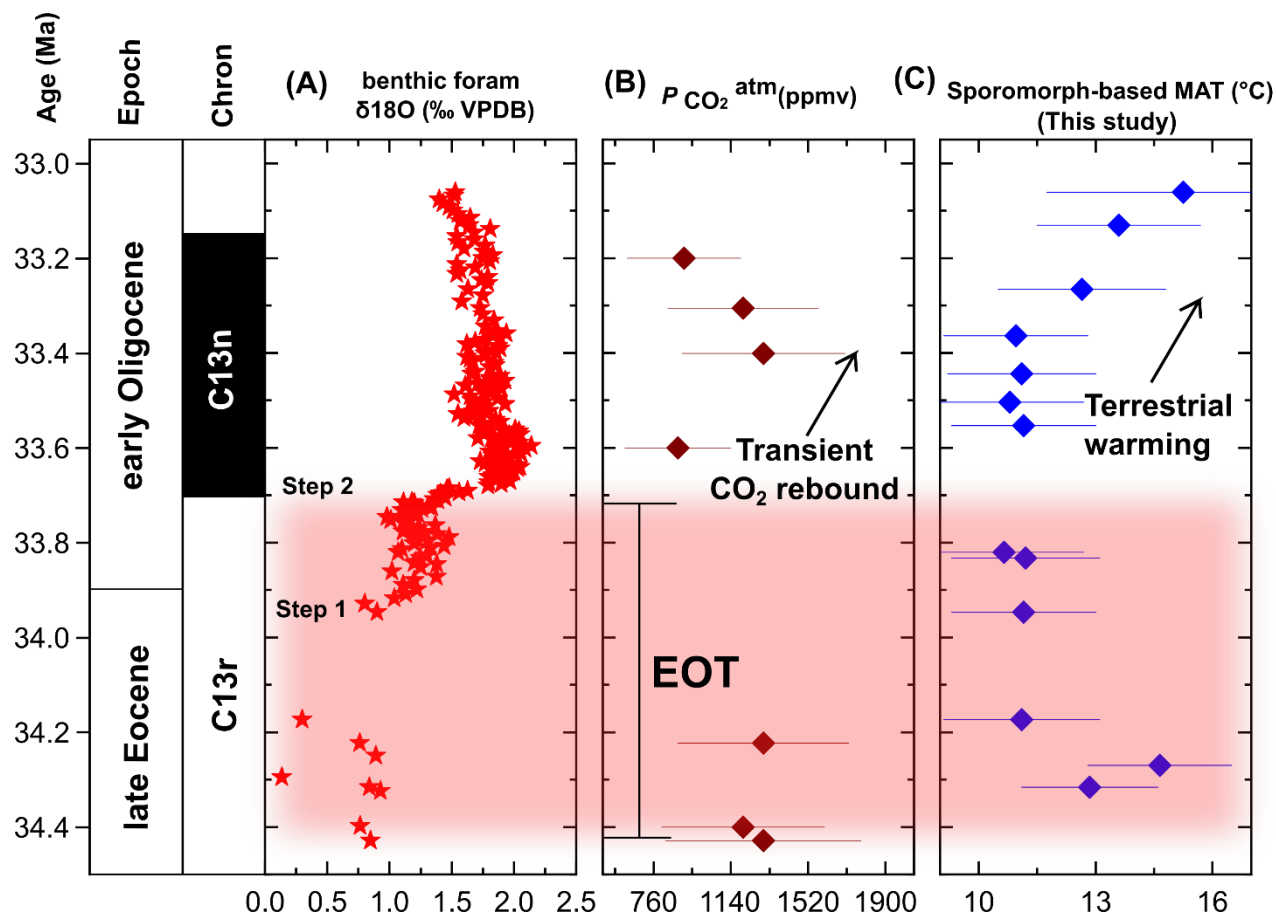 Age (Ma)
Epoch
Chron
(A)
benthic foram
δ18O (‰ VPDB)
(B)
P CO2 atm(ppmv)
(C)
Sporomorph-based MAT (°C)
(This study)
33.0
33.2
33.4
33.6
33.8
34.0
34.2
34.4
early Oligocene
late Eocene
C13n
C13r
Step 2
Step 1
Transient
CO2 rebound
EOT
Terrestrial
warming
0.0 0.5 1.0 1.5 2.0 2.5
760 1140 1520 1900
10 13 16